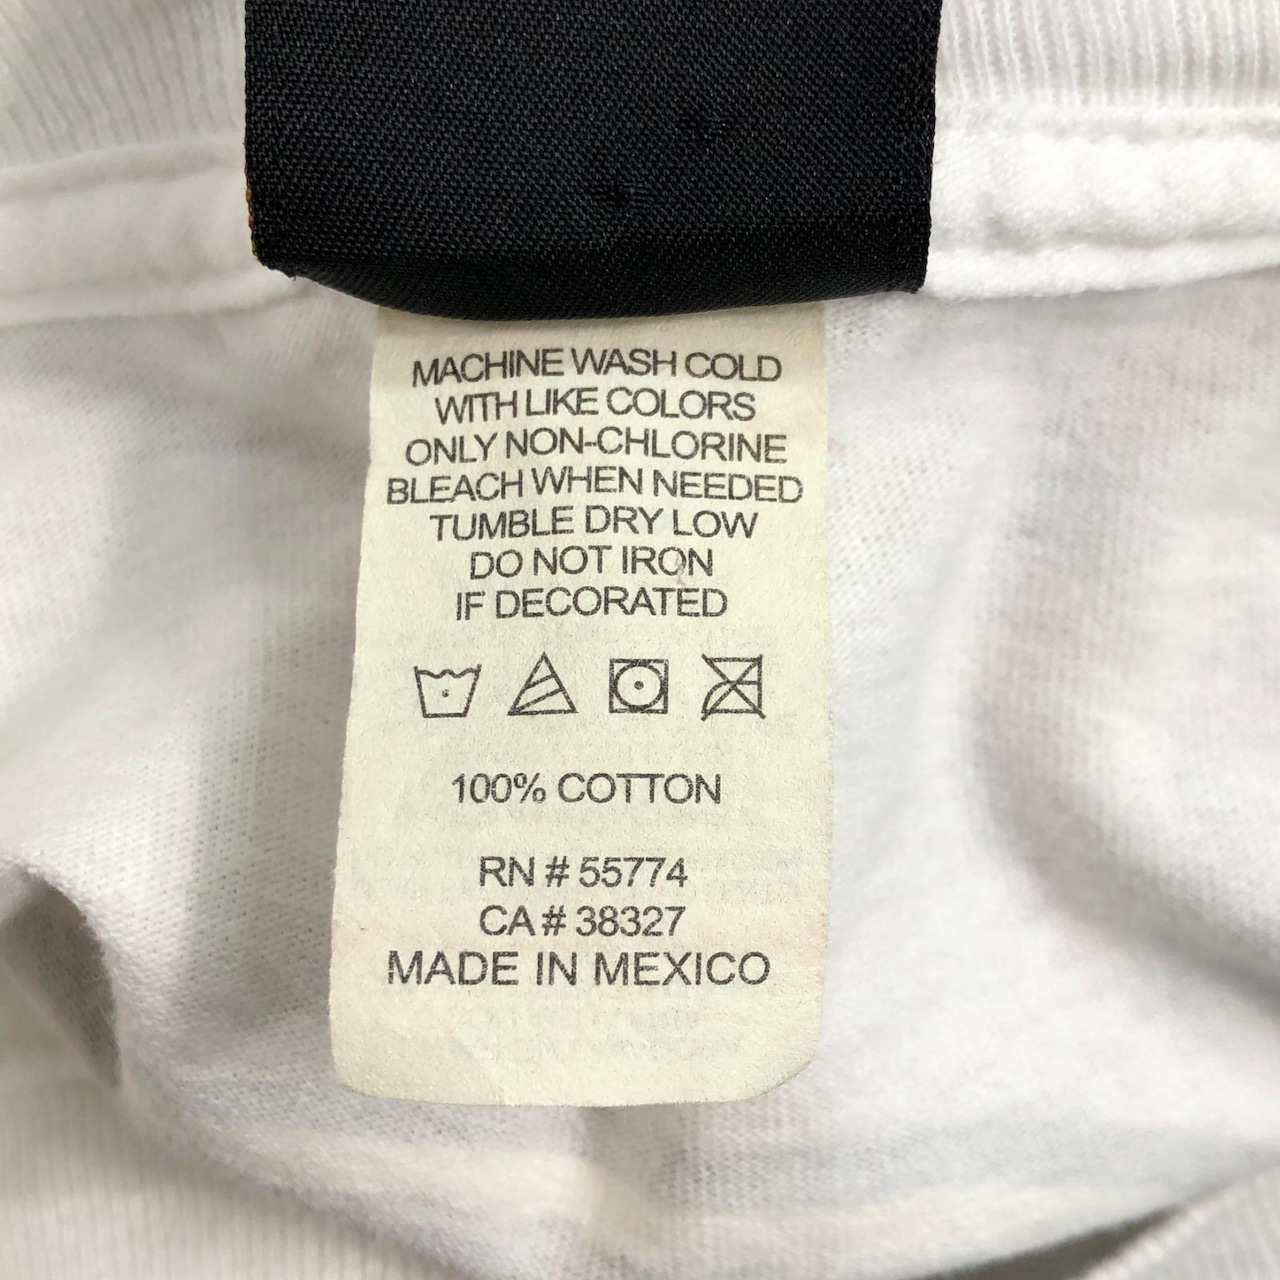 MACHINE WASH COLD
WITH LIKE COLORS
ONLY NON-CHLORINE
BLEACH WHEN NEEDED
TUMBLE DRY LOW
DO NOT IRON
IF DECORATED
100% COTTON
RN # 55774
CA # 38327
MADE IN MEXICO